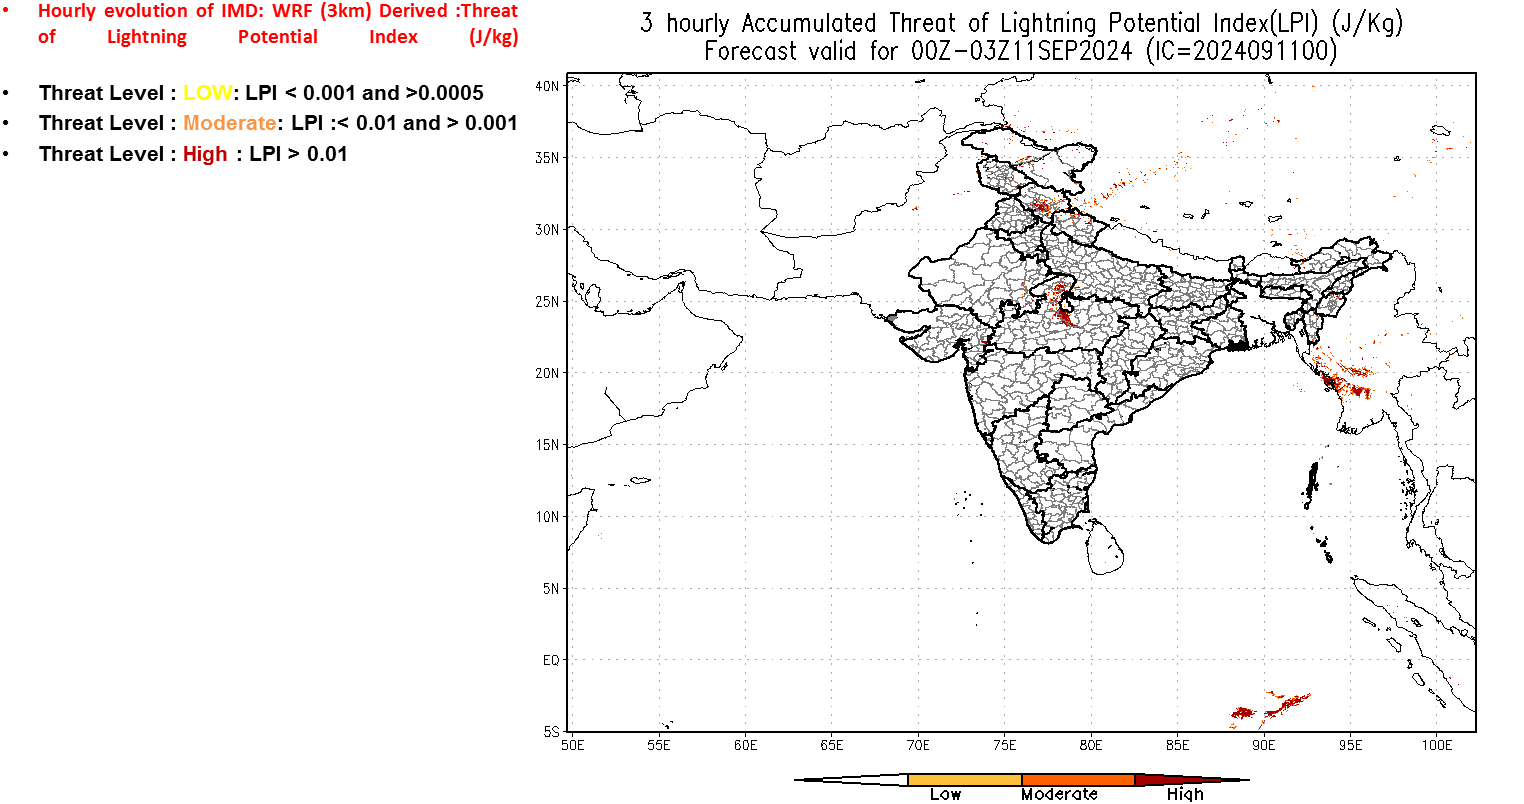 • Hourly evolution of IMD: WRF (3km) Derived :Threat
of Lightning Potential Index (J/kg)
• Threat Level : LOW: LPI < 0.001 and >0.0005
• Threat Level : Moderate: LPI :< 0.01 and > 0.001
• Threat Level : High : LPI > 0.01
3 hourly Accumulated Threat of Lightning Potential Index(LPI) (J/Kg)
Forecast valid for 00Z-03Z11SEP2024 (IC=2024091100)
40N
35N
30N
25N
20N
15N
10N
5N
EQ
5S
50E 55E 60E 65E 70E 75E 80E 85E 90E 95E 100E
Low Moderate High